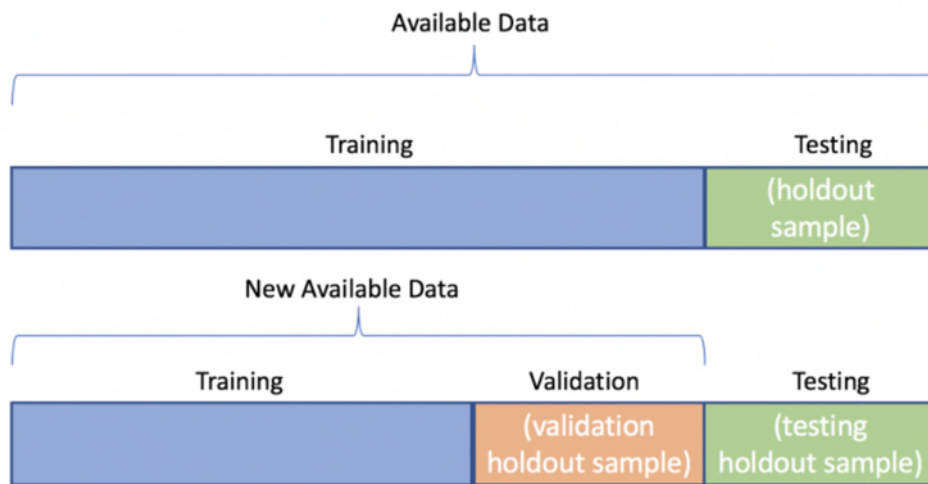 Available Data
Training Testing
(holdout
sample)
New Available Data
Training Validation Testing
(validation
holdout sample)
(testing
holdout sample)